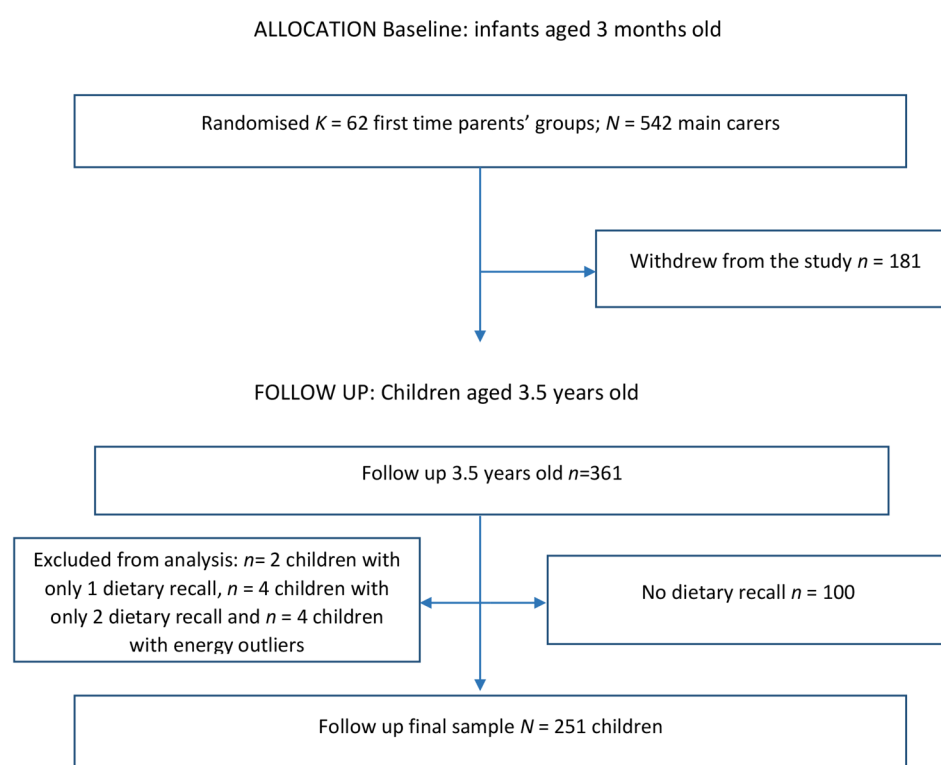 ALLOCATION Baseline: infants aged 3 months old
Randomised K = 62 first time parents’ groups; N = 542 main carers
Withdrew from the study n = 181
FOLLOW UP: Children aged 3.5 years old
Follow up 3.5 years old n=361
Excluded from analysis: n= 2 children with
only 1 dietary recall, n = 4 children with
only 2 dietary recall and n = 4 children
with energy outliers
No dietary recall n = 100
Follow up final sample N = 251 children